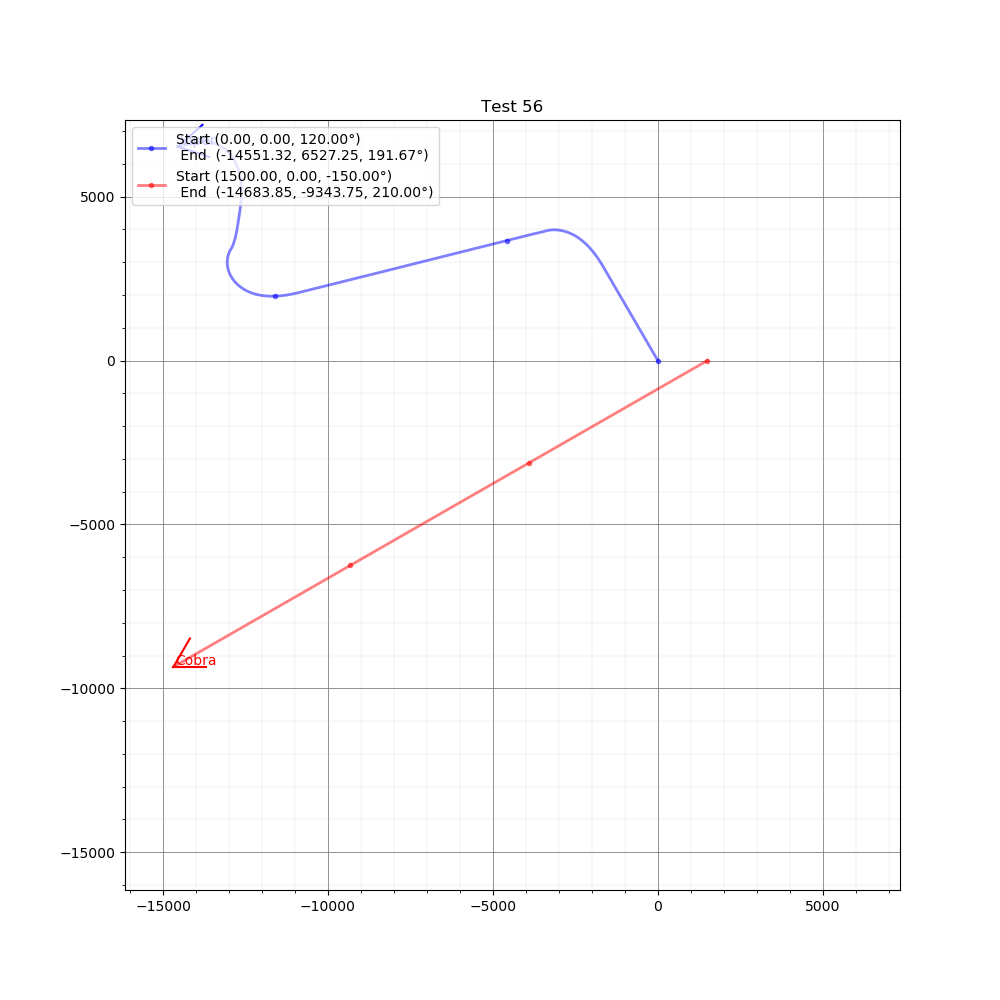 Test 56
Start (0.00, 0.00, 120.00°)
End  (-14551.32, 6527.25, 191.67°)
Start (1500.00, 0.00, -150.00°)
End  (-14683.85, -9343.75, 210.00°)
5000
0
−5000
−10000
−15000
Cobra
−15000
−10000
−5000
0
5000